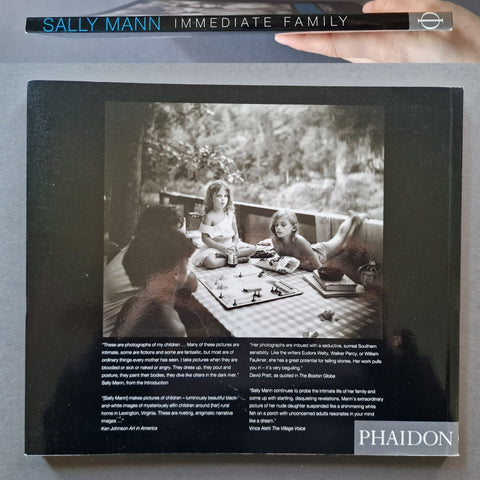 SALLY MANN IMMEDIATE FAMILY
"These are photographs of my children ... Many of these pictures are
intimate, some are fictions and some are fantastic, but most are of
ordinary things every mother has seen. I take pictures when they are
bloodied or sick or naked or angry. They dress up, they pout and
posture, they paint their bodies, they dive like otters in the dark river."
Sally Mann, from the Introduction
"[Sally Mann] makes pictures of children – luminously beautiful black-
and-white images of mysteriously elfin children around [her] rural
home in Lexington, Virginia. These are riveting, enigmatic narrative
images ..."
Ken Johnson Art in America
"Her photographs are imbued with a seductive, surreal Southern
sensibility. Like the writers Eudora Welty, Walker Percy, or William
Faulkner, she has a great potential for telling stories. Her work pulls
you in – it's very beguiling."
David Pratt, as quoted in The Boston Globe
"[Sally Mann] continues to probe the intimate life of her family and
come up with startling, daquating revelations. Mann's extraordinary
picture of her nude daughter suspended like a shimmering white
fish on a porch with unconcerned adults resonates in your mind
like a dream."
Vince Aletti The Village Voice
PHAIDON